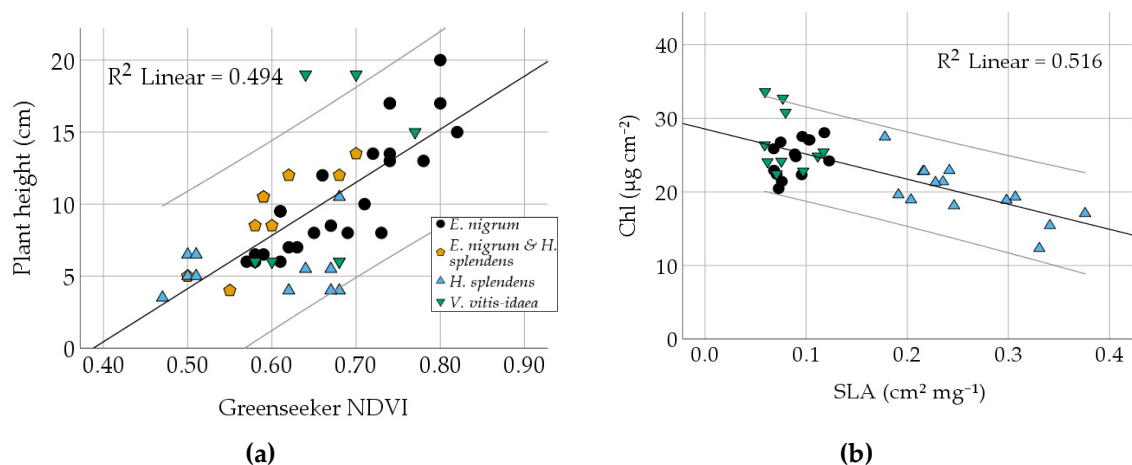 R² Linear = 0.494
Plant height (cm)
20
15
10
5
0
0.40 0.50 0.60 0.70 0.80 0.90
Greenseeker NDVI
E. nigrum
E. nigrum & H.
splendens
H. splendens
V. vitis-idaea
(a)
R² Linear = 0.516
Chl (µg cm⁻²)
40
30
20
10
0
0.0 0.1 0.2 0.3 0.4
SLA (cm² mg⁻¹)
(b)